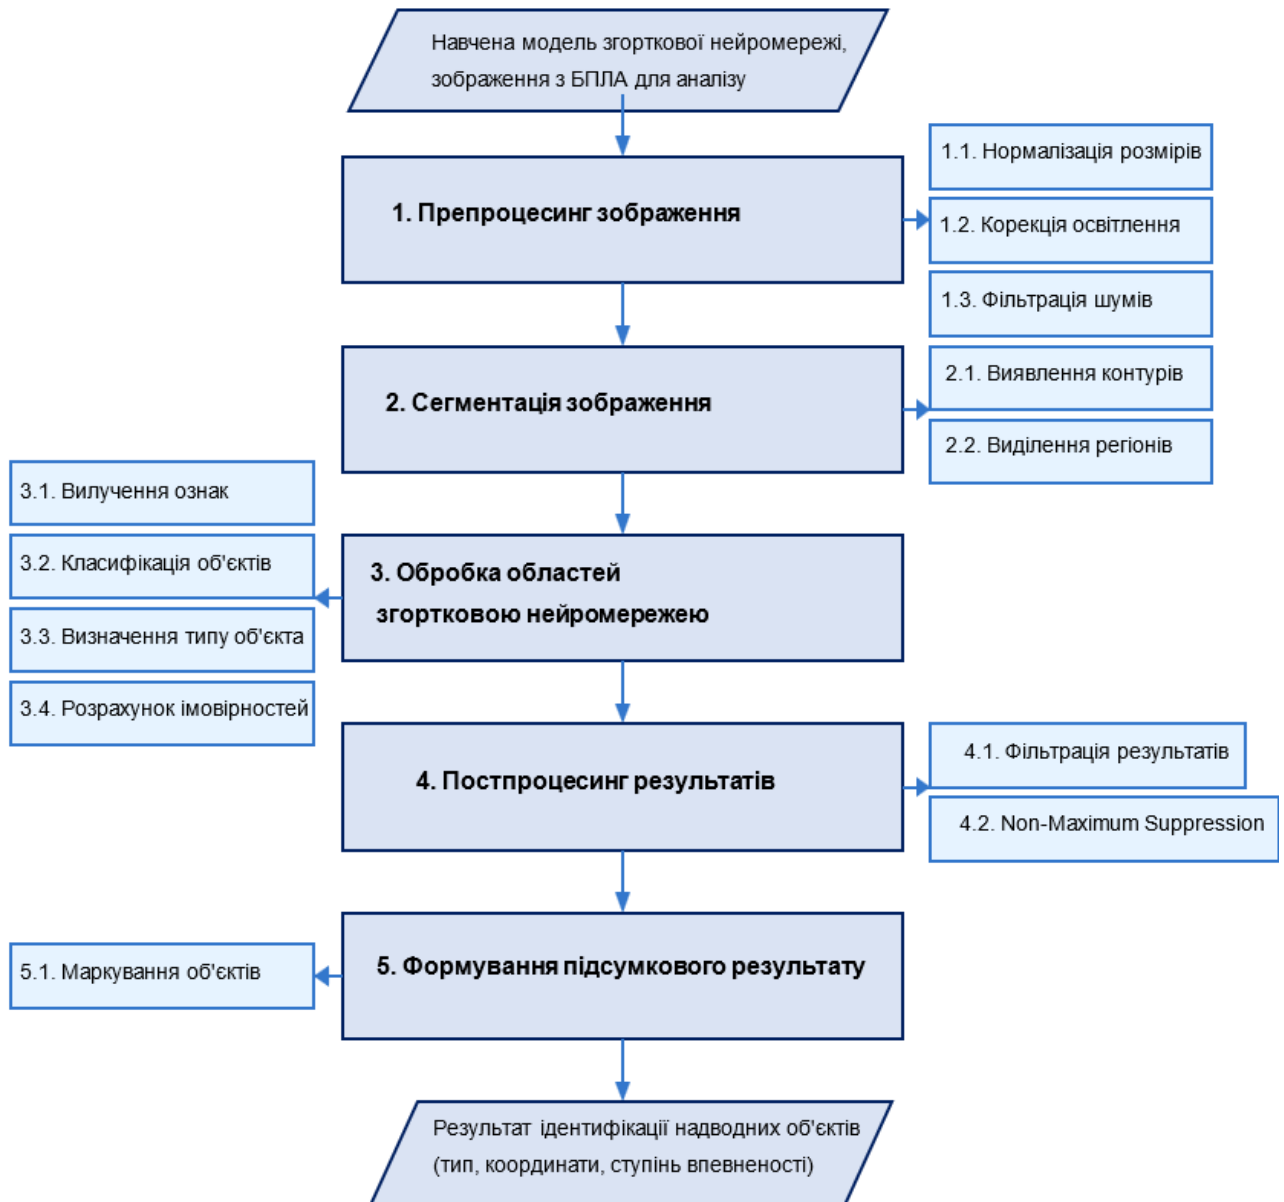 Навчена модель згорткової нейромережі,
зображення з БПЛА для аналізу
1. Препроцесинг зображення
1.1. Нормалізація розмірів
1.2. Корекція освітлення
1.3. Фільтрація шумів
2. Сегментація зображення
2.1. Виявлення контурів
2.2. Виділення регіонів
3. Обробка областей
згортковою нейромережею
3.1. Вилучення ознак
3.2. Класифікація об'єктів
3.3. Визначення типу об'єкта
3.4. Розрахунок імовірностей
4. Постпроцесинг результатів
4.1. Фільтрація результатів
4.2. Non-Maximum Suppression
5. Формування підсумкового результату
5.1. Маркування об'єктів
Результат ідентифікації надводних об'єктів
(тип, координати, ступінь впевненості)